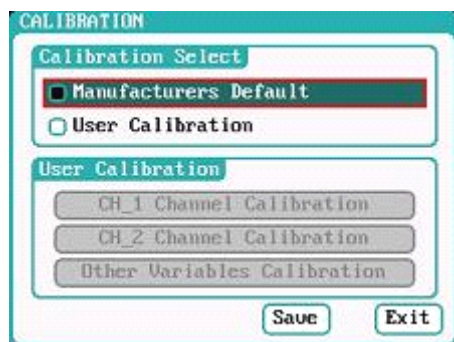 CALIBRATION
Calibration Select
Manufacturers Default
User Calibration
User Calibration
CH_1 Channel Calibration
CH_2 Channel Calibration
Other Variables Calibration
Save Exit